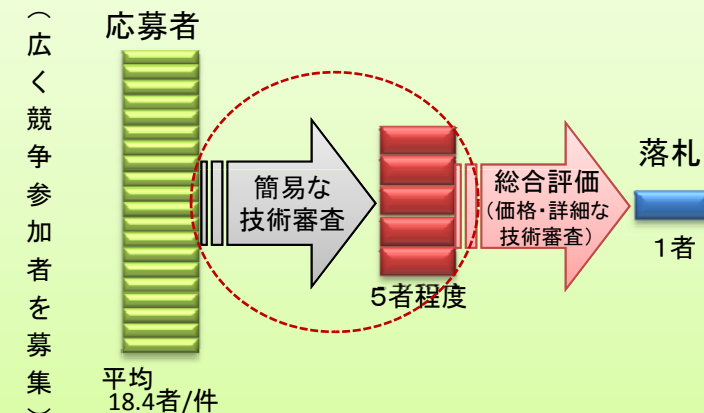 （広く競争参加者を募集）
応募者
平均
18.4者/件
簡易な
技術審査
５者程度
総合評価
(価格・詳細な
技術審査)
落札
１者